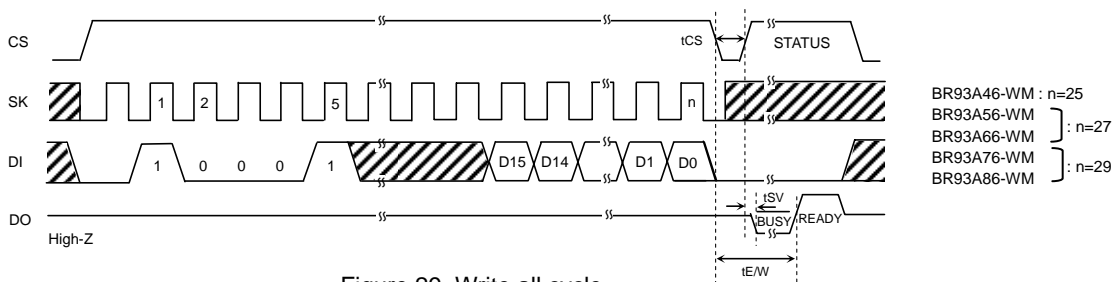 CS
tCS
STATUS
SK
1
2
5
n
DI
1
0
0
0
1
D15
D14
D1
D0
DO
High-Z
tSV
BUSY
READY
tE/W
BR93A46-WM : n=25
BR93A56-WM
BR93A66-WM
: n=27
BR93A76-WM
BR93A86-WM
: n=29